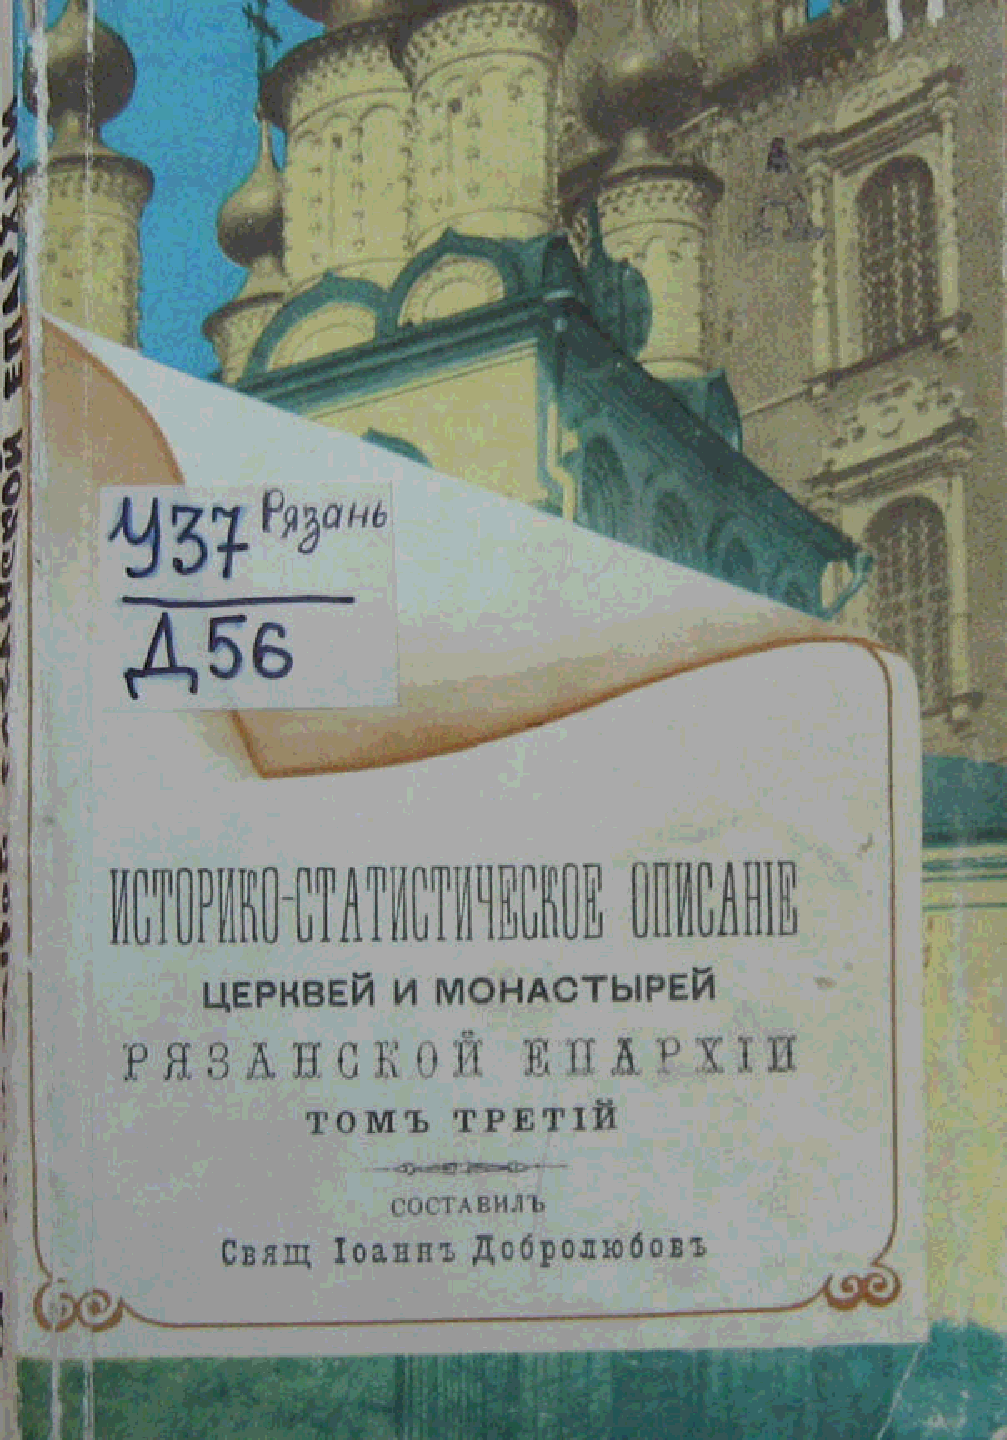 У37 Рязань
Д56
ИСТОРИКО-СТАТИСТИЧЕСКОЕ ОПИСАНІЕ
ЦЕРКВЕЙ И МОНАСТЫРЕЙ
РЯЗАНСКОЙ ЕПАРХІИ
ТОМЪ ТРЕТІЙ
СОСТАВИЛЪ
Свящ Іоаннъ Добролюбовъ